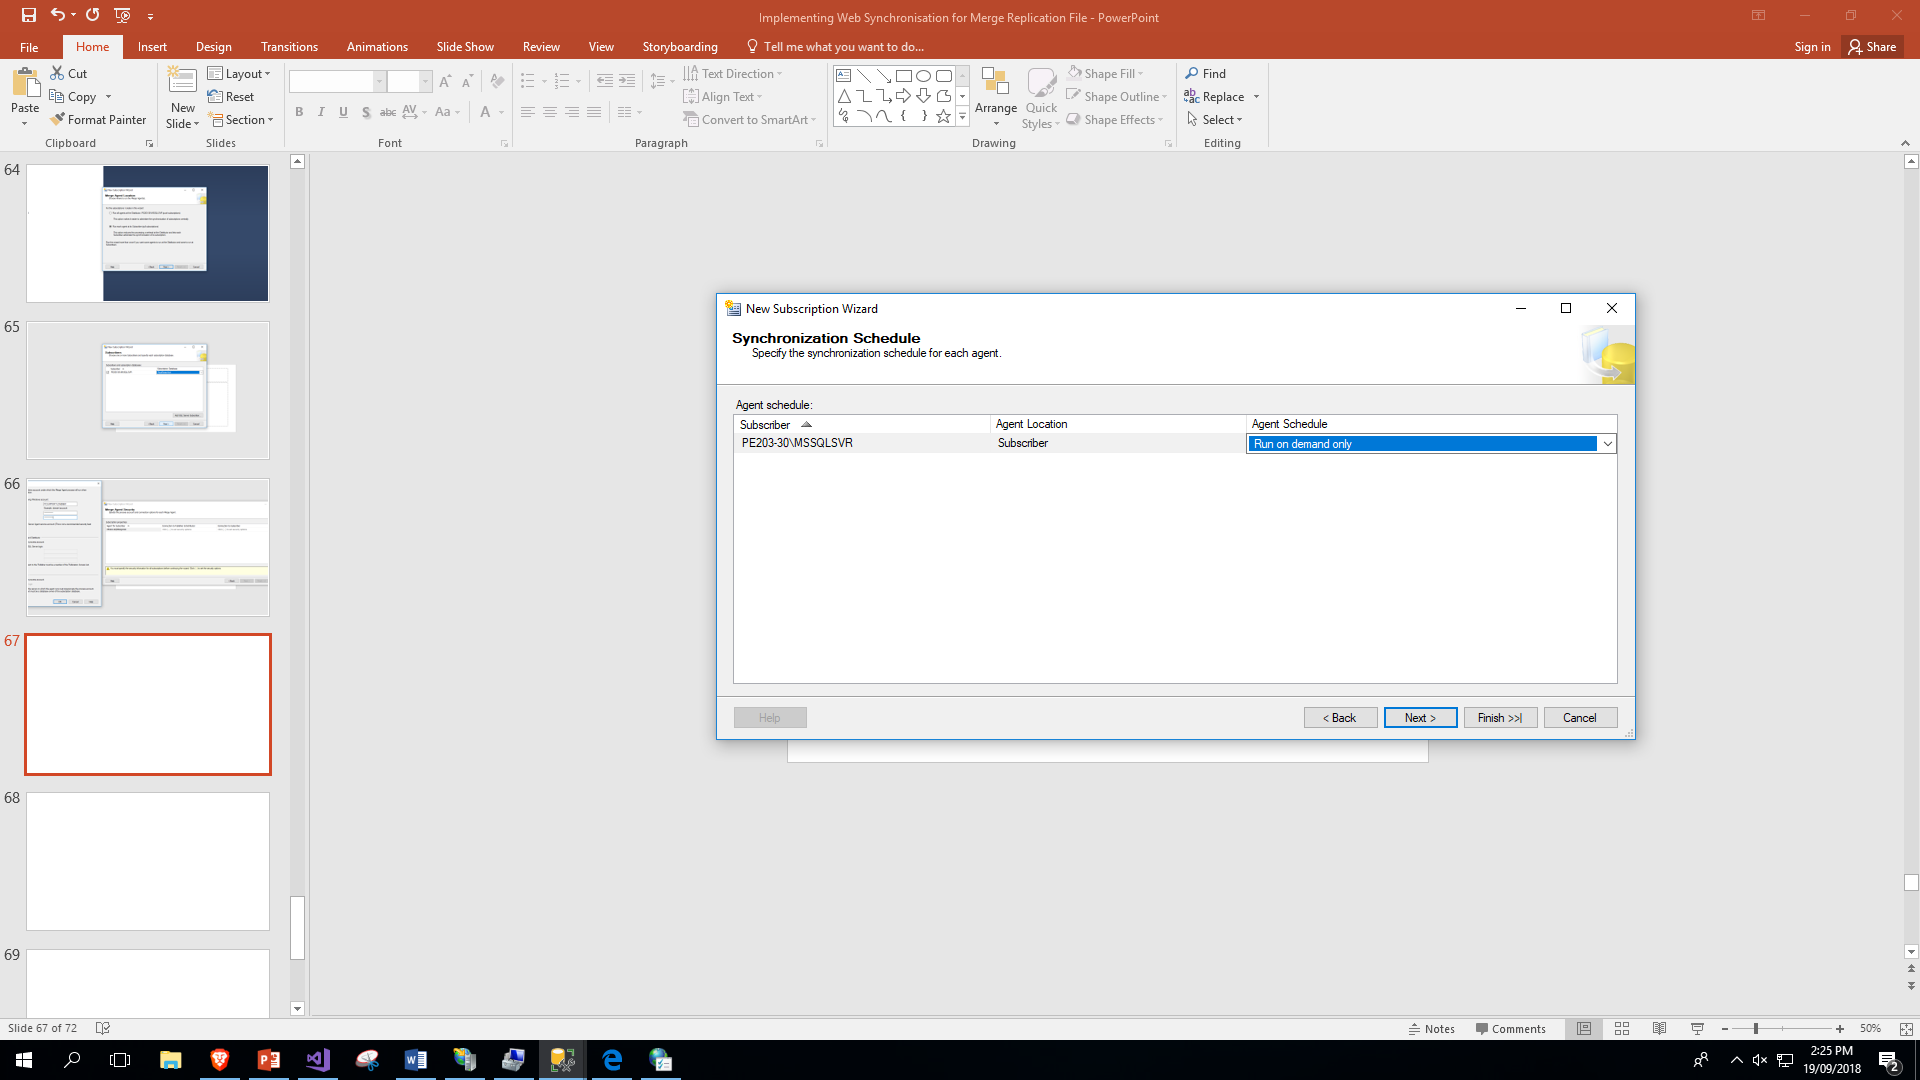 Implementing Web Synchronisation for Merge Replication File - PowerPoint
File Home Insert Design Transitions Animations Slide Show Review View Storyboarding Tell me what you want to do... Sign in Share
Paste
Cut
Copy
Format Painter
Clipboard
New
Slide
Layout
Reset
Section
Slides
B I U S abc AV Aa A
Font
Text Direction
Align Text
Convert to SmartArt
Paragraph
Arrange
Quick
Styles
Shape Fill
Shape Outline
Shape Effects
Drawing
Find
Replace
Select
Editing
64
65
66
67
68
69
New Subscription Wizard
Synchronization Schedule
Specify the synchronization schedule for each agent.
Agent schedule:
Subscriber Agent Location Agent Schedule
PE203-30\MSSQLSVR Subscriber Run on demand only
Help < Back Next > Finish >>| Cancel
Slide 67 of 72 Notes Comments 50%
2:25 PM
19/09/2018
2